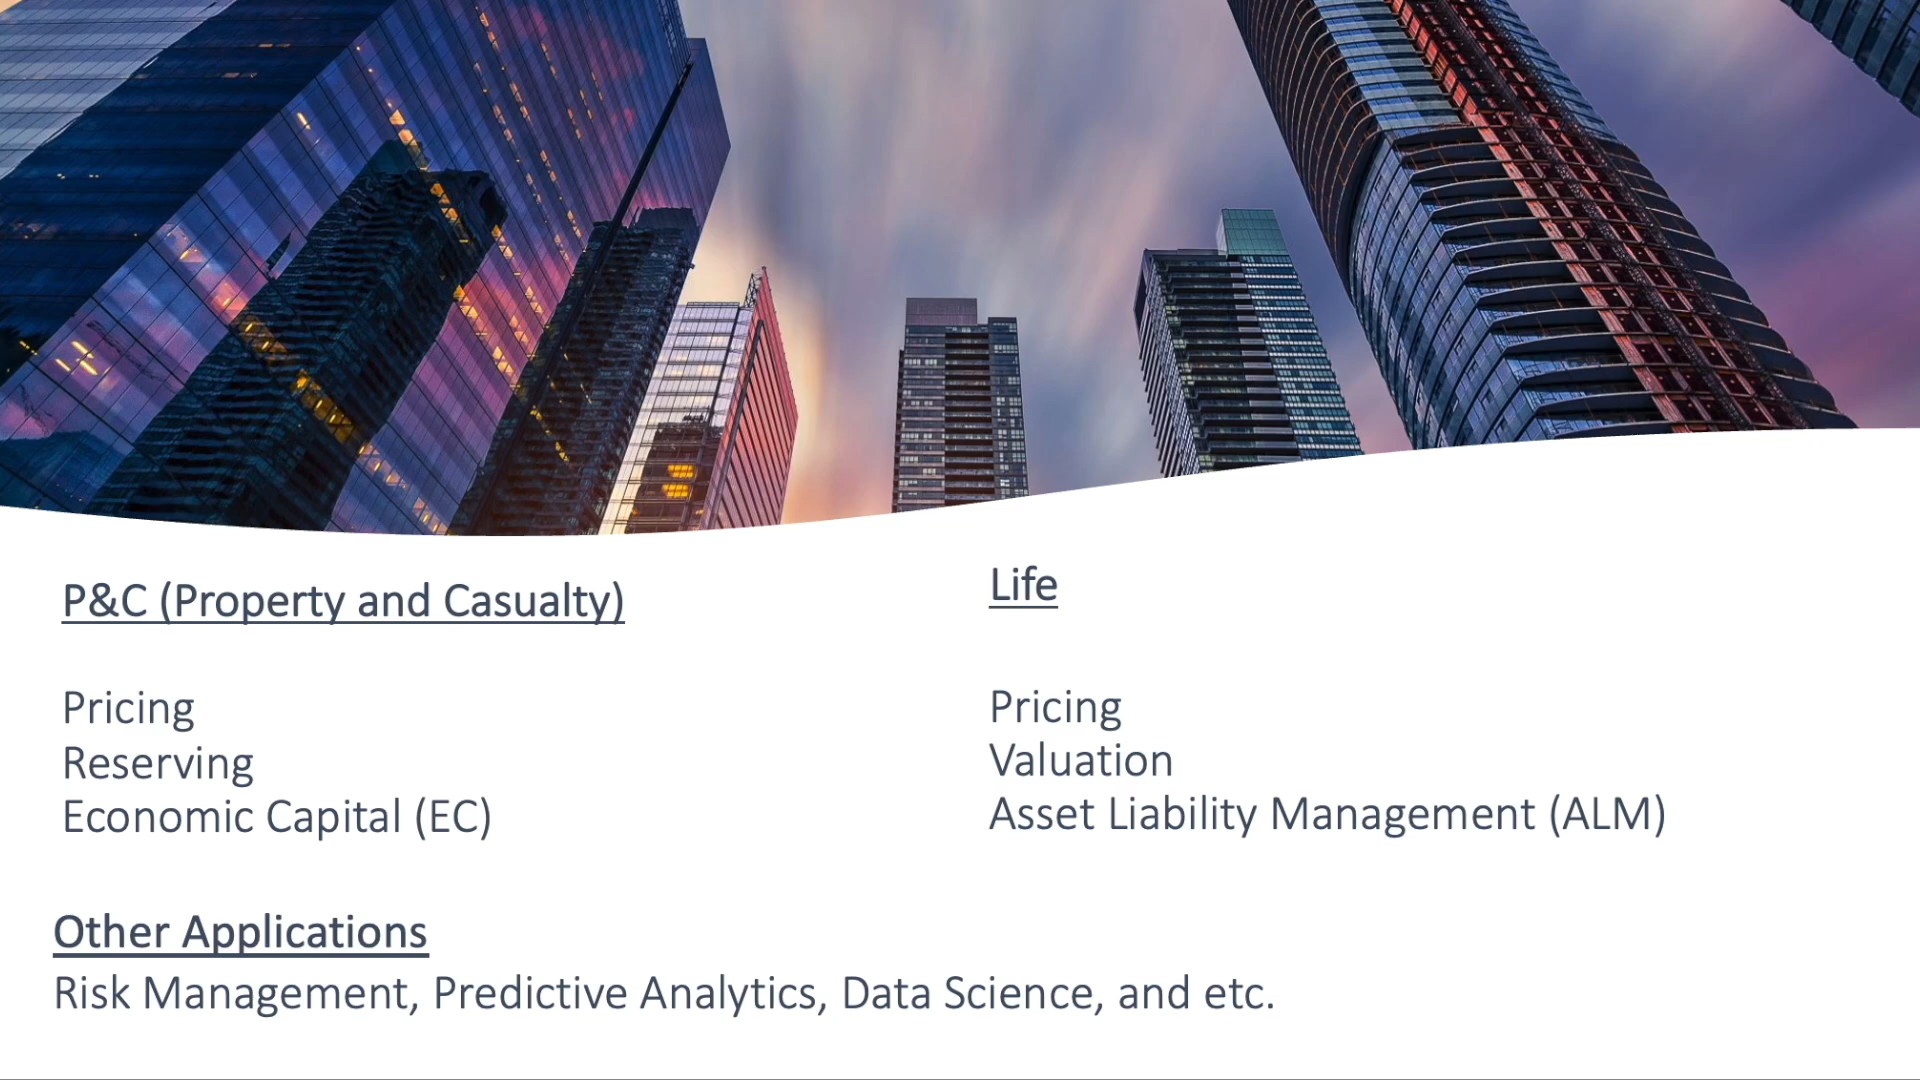 P&C (Property and Casualty)
Pricing
Reserving
Economic Capital (EC)
Life
Pricing
Valuation
Asset Liability Management (ALM)
Other Applications
Risk Management, Predictive Analytics, Data Science, and etc.